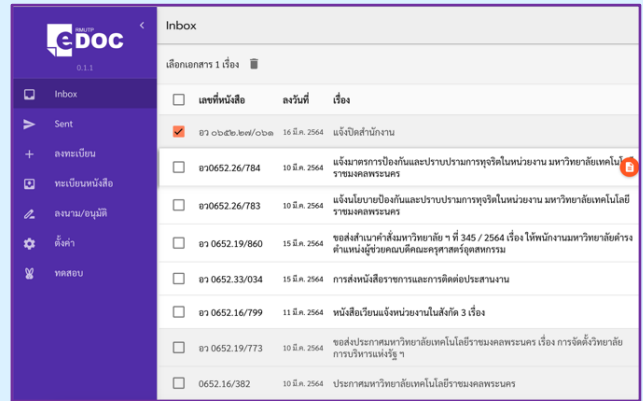 RMUTP
eDOC
0.1.1
Inbox
Sent
ลงทะเบียน
ทะเบียนหนังสือ
ลงนาม/อนุมัติ
ตั้งค่า
ทดสอบ
Inbox
เลือกเอกสาร 1 เรื่อง
เลขที่หนังสือ ลงวันที่ เรื่อง
อว ๐๖๕๒.๒๗/๐๖๑ 16 มี.ค. 2564 แจ้งปิดสำนักงาน
อว0652.26/784 10 มี.ค. 2564 แจ้งมาตรการป้องกันและปราบปรามการทุจริตในหน่วยงาน มหาวิทยาลัยเทคโนโลยี
ราชมงคลพระนคร
อว0652.26/783 10 มี.ค. 2564 แจ้งนโยบายป้องกันและปราบปรามการทุจริตในหน่วยงาน มหาวิทยาลัยเทคโนโลยี
ราชมงคลพระนคร
อว 0652.19/860 15 มี.ค. 2564 ขอส่งสำเนาคำสั่งมหาวิทยาลัย ฯ ที่ 345 / 2564 เรื่อง ให้พนักงานมหาวิทยาลัยดำรง
ตำแหน่งผู้ช่วยคณบดีคณะครุศาสตร์อุตสาหกรรม
อว 0652.33/034 15 มี.ค. 2564 การส่งหนังสือราชการและการติดต่อประสานงาน
อว 0652.16/799 11 มี.ค. 2564 หนังสือเวียนแจ้งหน่วยงานในสังกัด 3 เรื่อง
อว 0652.19/773 10 มี.ค. 2564 ขอส่งประกาศมหาวิทยาลัยเทคโนโลยีราชมงคลพระนคร เรื่อง การจัดตั้งวิทยาลัย
การบริหารแห่งรัฐ ฯ
0652.16/382 10 มี.ค. 2564 ประกาศมหาวิทยาลัยเทคโนโลยีราชมงคลพระนคร